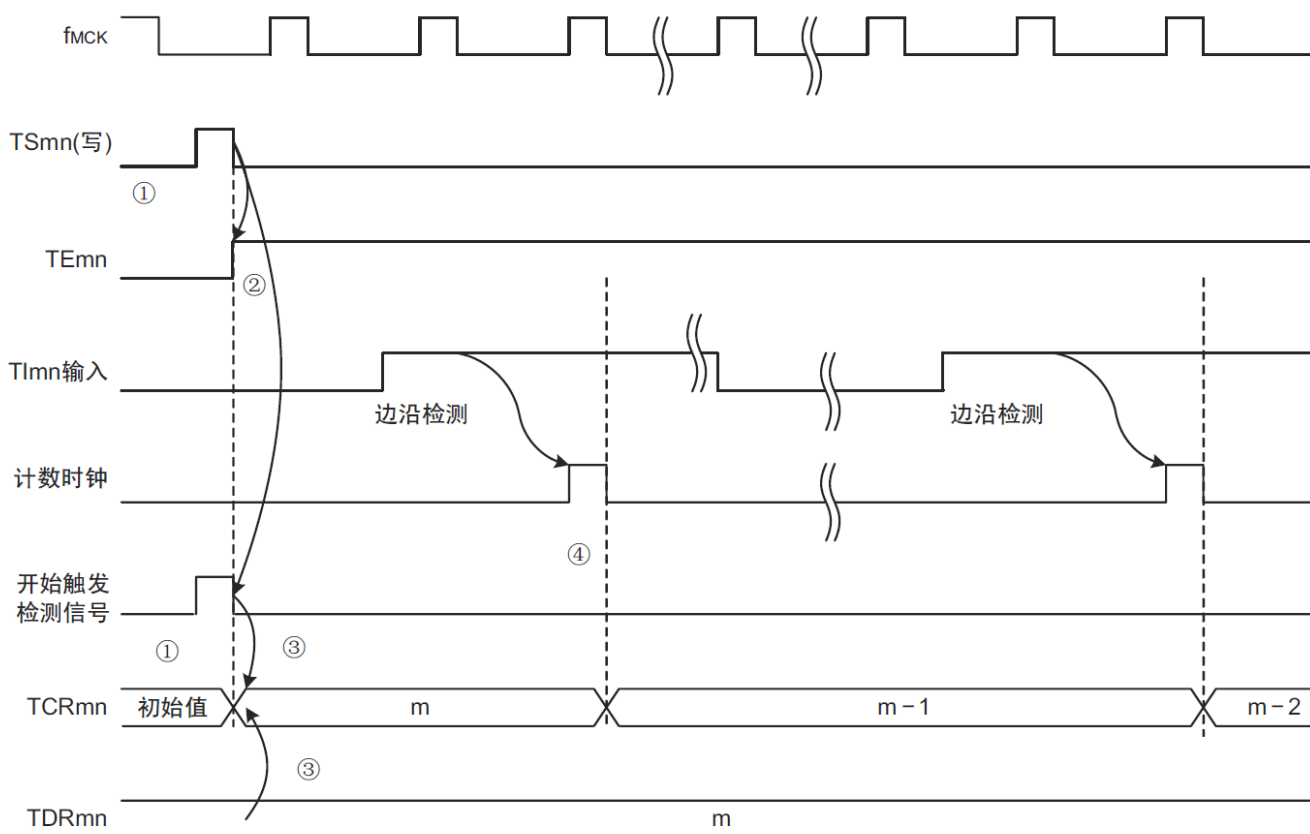 fMCK
TSmn(写)
①
TEmn
②
TImn输入
边沿检测 边沿检测
计数时钟
④
开始触发
检测信号
① ③
TCRmn 初始值 m m-1 m-2
③
TDRmn m